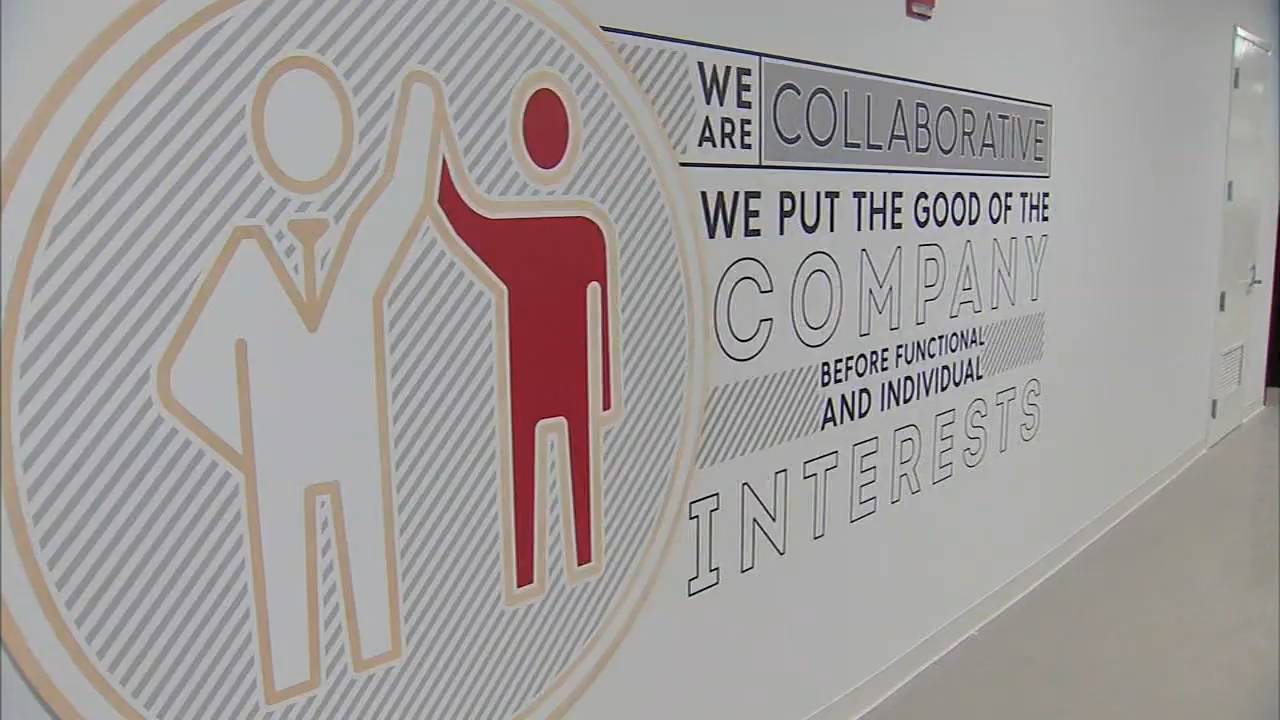 WE
ARE
COLLABORATIVE
WE PUT THE GOOD OF THE
COMPANY
BEFORE FUNCTIONAL
AND INDIVIDUAL
INTERESTS